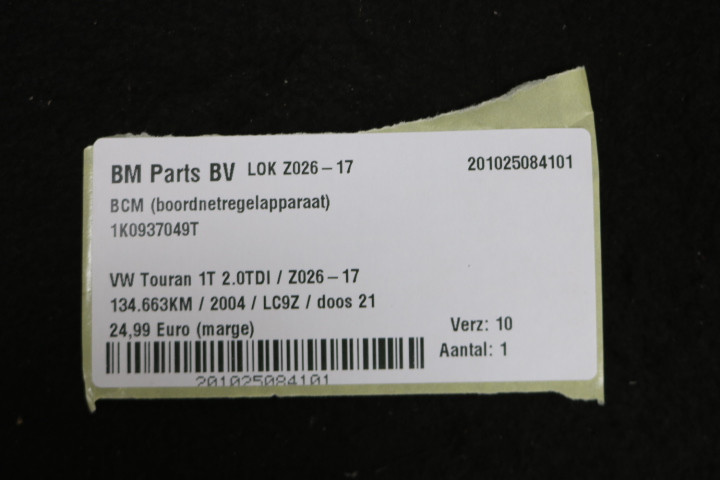 BM Parts BV LOK Z026-17 201025084101
BCM (boordnetregelapparaat)
1K0937049T
VW Touran 1T 2.0TDI / Z026-17
134.663KM / 2004 / LC9Z / doos 21
24,99 Euro (marge) Verz: 10
Aantal: 1
201025084101